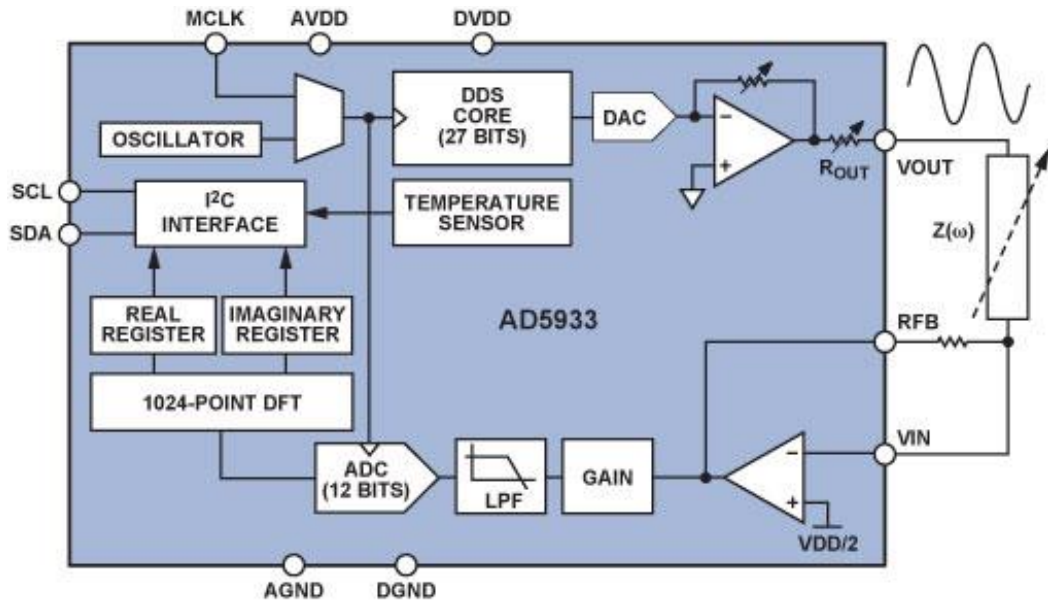 MCLK
AVDD
DVDD
OSCILLATOR
DDS
CORE
(27 BITS)
DAC
−
+
ROUT
VOUT
SCL
SDA
I²C
INTERFACE
TEMPERATURE
SENSOR
Z(ω)
REAL
REGISTER
IMAGINARY
REGISTER
AD5933
RFB
1024-POINT DFT
ADC
(12 BITS)
LPF
GAIN
−
+
VIN
VDD/2
AGND
DGND